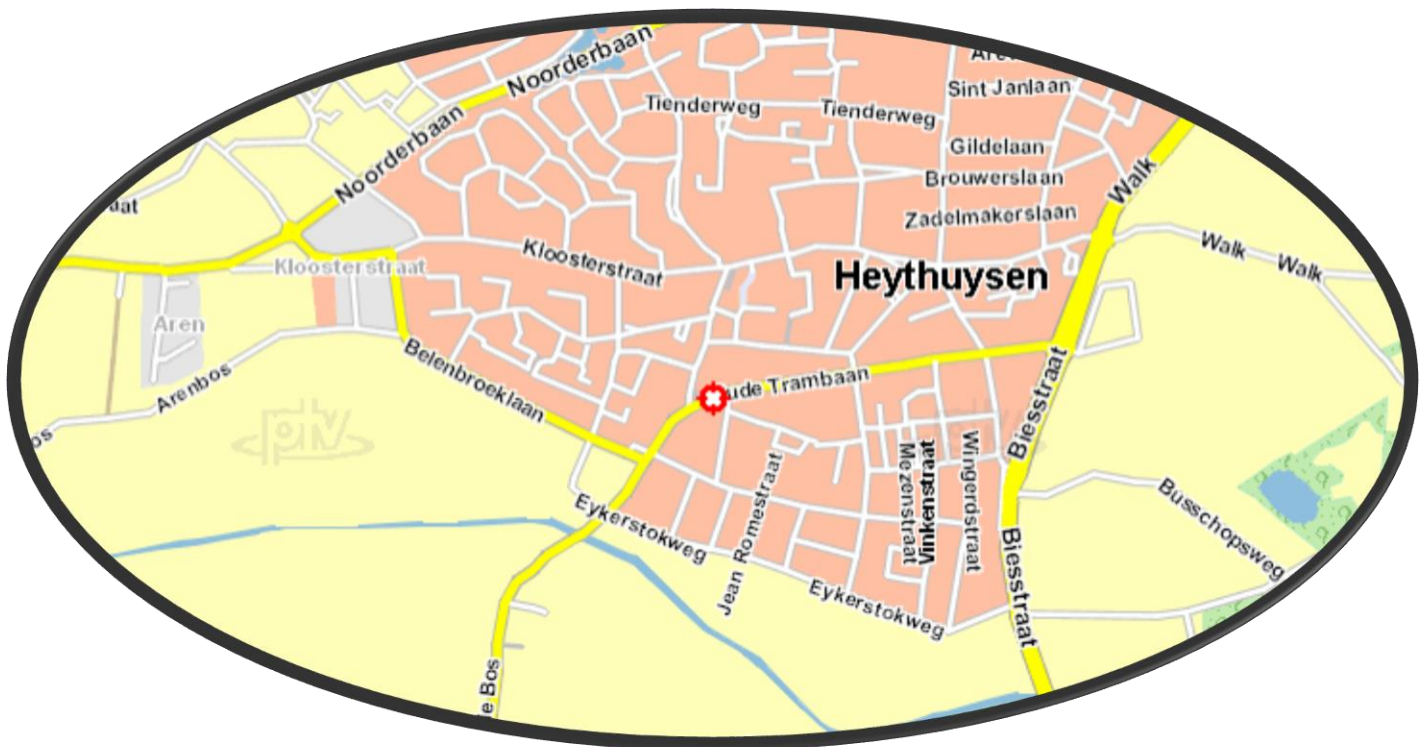 Noorderbaan
Sint Janlaan
Tienderweg
Tienderweg
Noorderbaan
Gildelaan
Brouwerslaan
Walk
Zadelmakerslaan
Kloosterstraat
Walk
Walk
Kloosterstraat
Heythuysen
Aren
Belenbroeklaan
ude Trambaan
Arenbos
Biesstraat
ptv
Jean Romestraat
Mezenstraat
Vinkenstraat
Wingerdstraat
Eykerstokweg
Busschopsweg
Biesstraat
Eykerstokweg